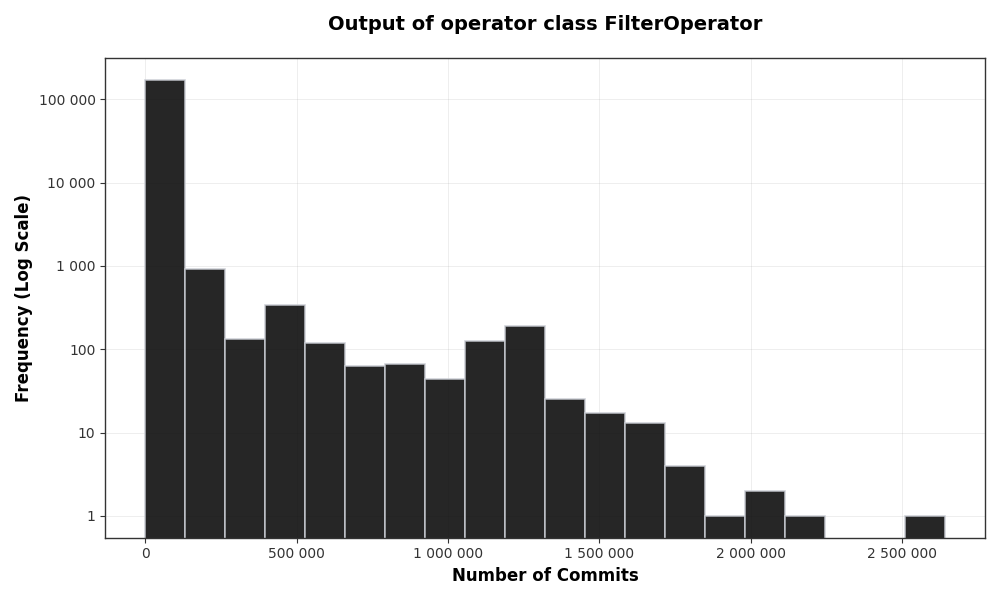 Output of operator class FilterOperator
Frequency (Log Scale)
100 000
10 000
1 000
100
10
1
0
500 000
1 000 000
1 500 000
2 000 000
2 500 000
Number of Commits